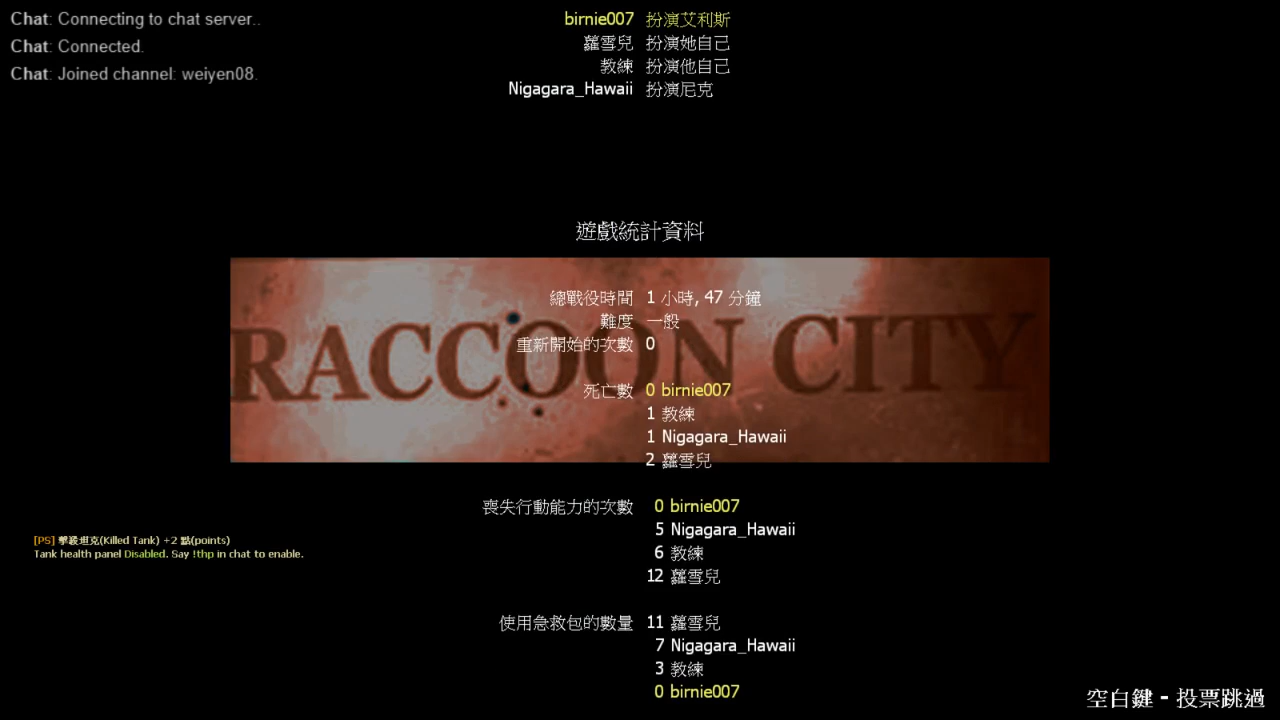 Chat: Connecting to chat server..
Chat: Connected.
Chat: Joined channel: weiyen08.
birnie007 扮演艾利斯
蘿雪兒 扮演她自己
教練 扮演他自己
Nigagara_Hawaii 扮演尼克
遊戲統計資料
RACCOON CITY
總戰役時間 1 小時, 47 分鐘
難度 一般
重新開始的次數 0
死亡數 0 birnie007
1 教練
1 Nigagara_Hawaii
2 蘿雪兒
喪失行動能力的次數 0 birnie007
5 Nigagara_Hawaii
6 教練
12 蘿雪兒
[PS] 擊殺坦克(Killed Tank) +2 點(points)
Tank health panel Disabled. Say !thp in chat to enable.
使用急救包的數量 11 蘿雪兒
7 Nigagara_Hawaii
3 教練
0 birnie007
空白鍵 - 投票跳過